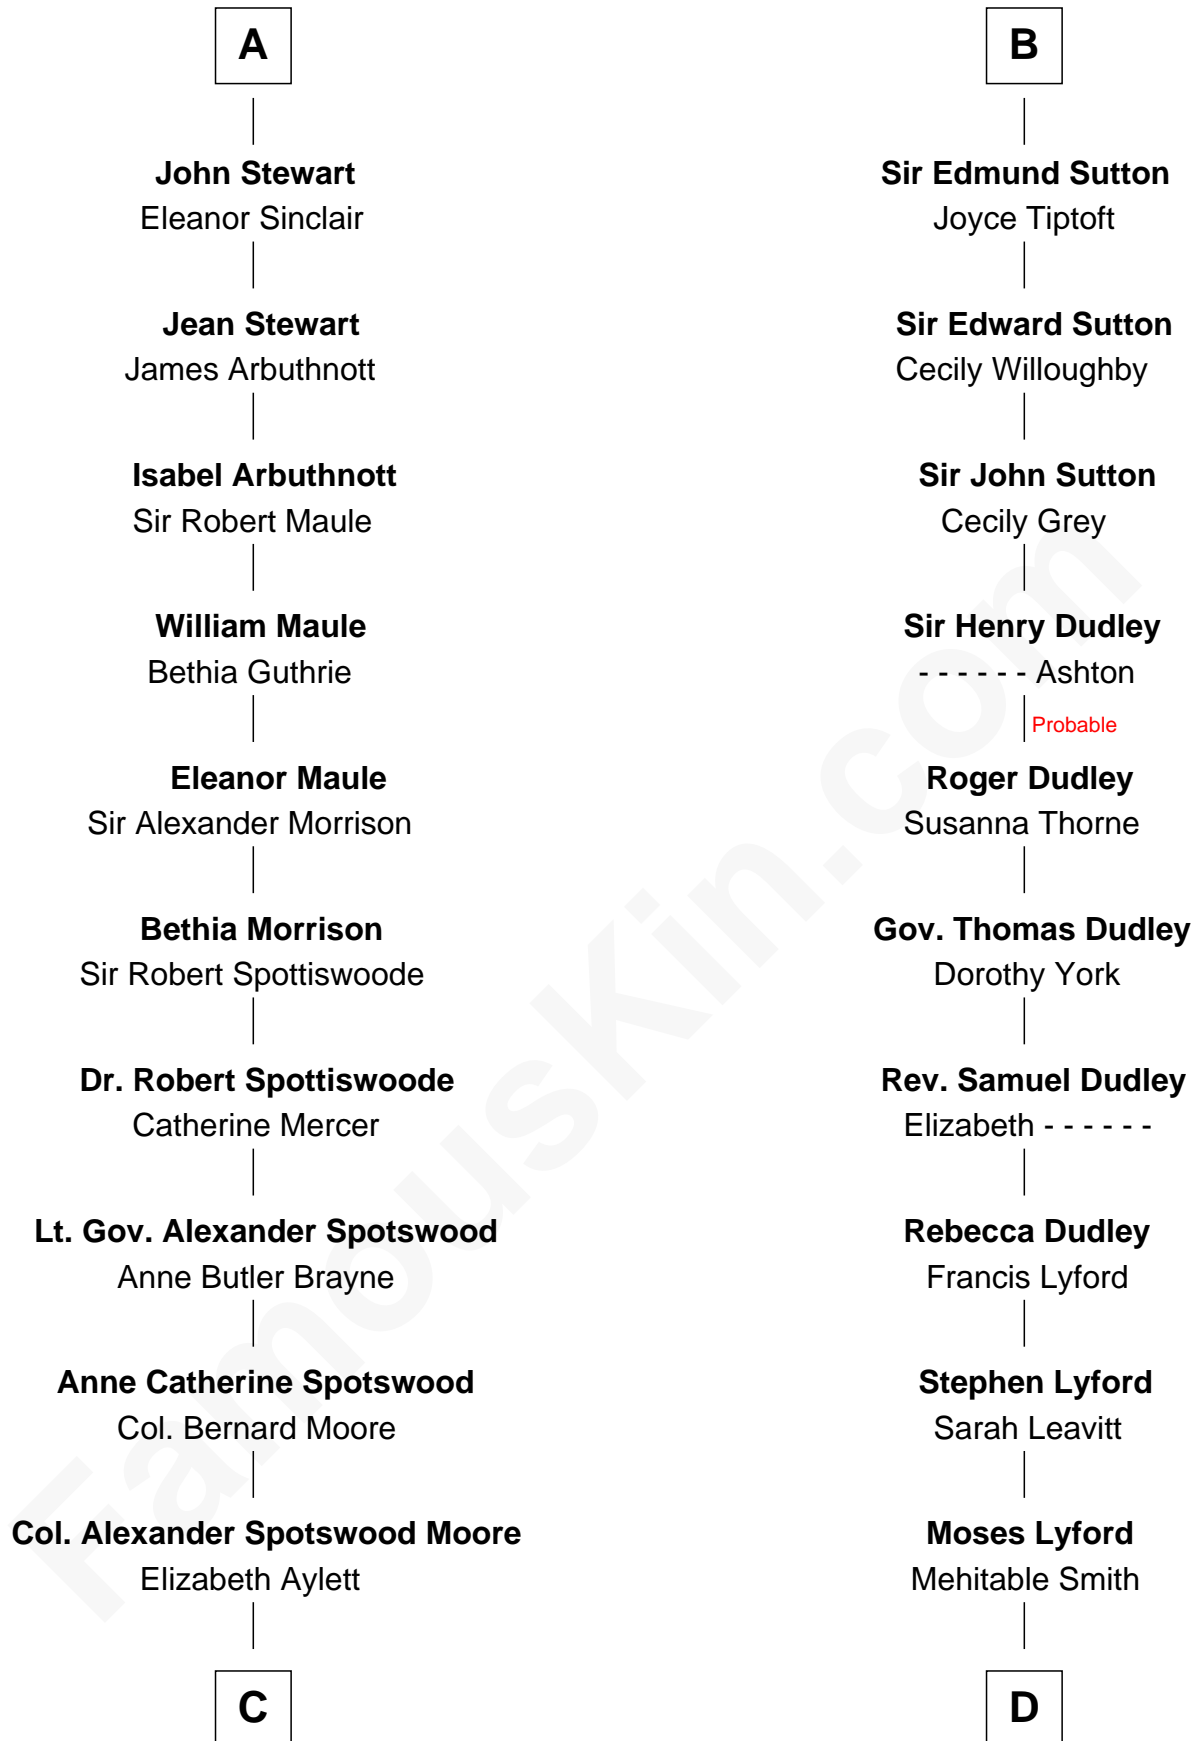 A
John Stewart
Eleanor Sinclair
Jean Stewart
James Arbuthnott
Isabel Arbuthnott
Sir Robert Maule
William Maule
Bethia Guthrie
Eleanor Maule
Sir Alexander Morrison
Bethia Morrison
Sir Robert Spottiswoode
Dr. Robert Spottiswoode
Catherine Mercer
Lt. Gov. Alexander Spotswood
Anne Butler Brayne
Anne Catherine Spotswood
Col. Bernard Moore
Col. Alexander Spotswood Moore
Elizabeth Aylett
C
B
Sir Edmund Sutton
Joyce Tiptoft
Sir Edward Sutton
Cecily Willoughby
Sir John Sutton
Cecily Grey
Sir Henry Dudley
- - - - - - Ashton
Probable
Roger Dudley
Susanna Thorne
Gov. Thomas Dudley
Dorothy York
Rev. Samuel Dudley
Elizabeth - - - - - -
Rebecca Dudley
Francis Lyford
Stephen Lyford
Sarah Leavitt
Moses Lyford
Mehitable Smith
D
FamousKin.com